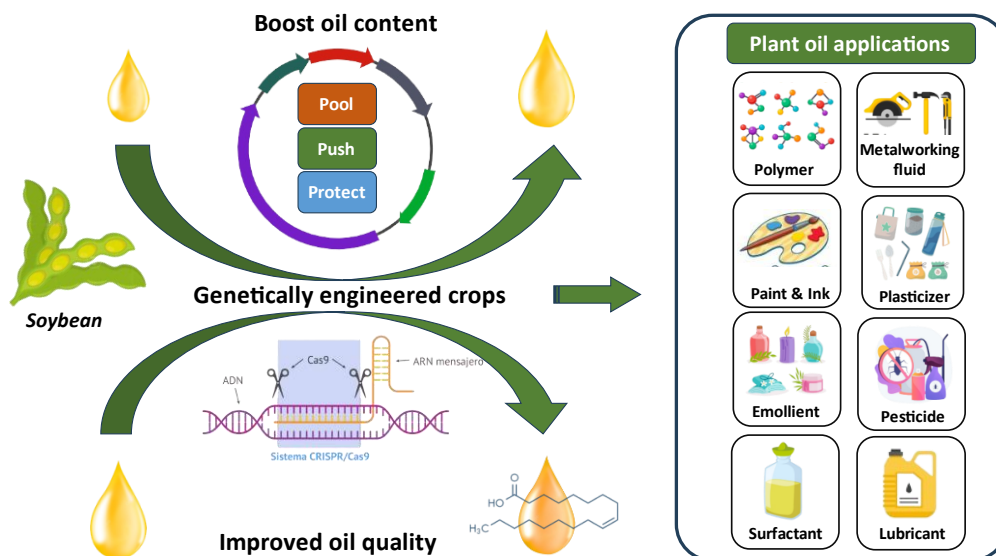 Boost oil content
Pool
Push
Protect
Soybean
Genetically engineered crops
Cas9
ARN mensajero
ADN
Sistema CRISPR/Cas9
O
HO
H₃C
Improved oil quality
Plant oil applications
Polymer
Metalworking
fluid
Paint & Ink
Plasticizer
Emollient
Pesticide
Surfactant
Lubricant